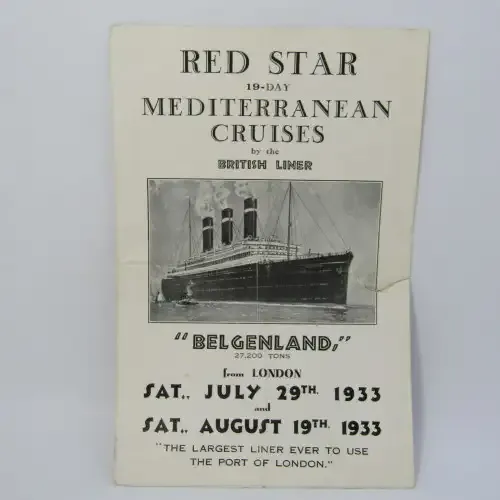 RED STAR
19-DAY
MEDITERRANEAN
CRUISES
by the
BRITISH LINER
"BELGENLAND,"
27,200 TONS
from LONDON
SAT., JULY 29TH. 1933
and
SAT., AUGUST 19TH. 1933
"THE LARGEST LINER EVER TO USE
THE PORT OF LONDON."